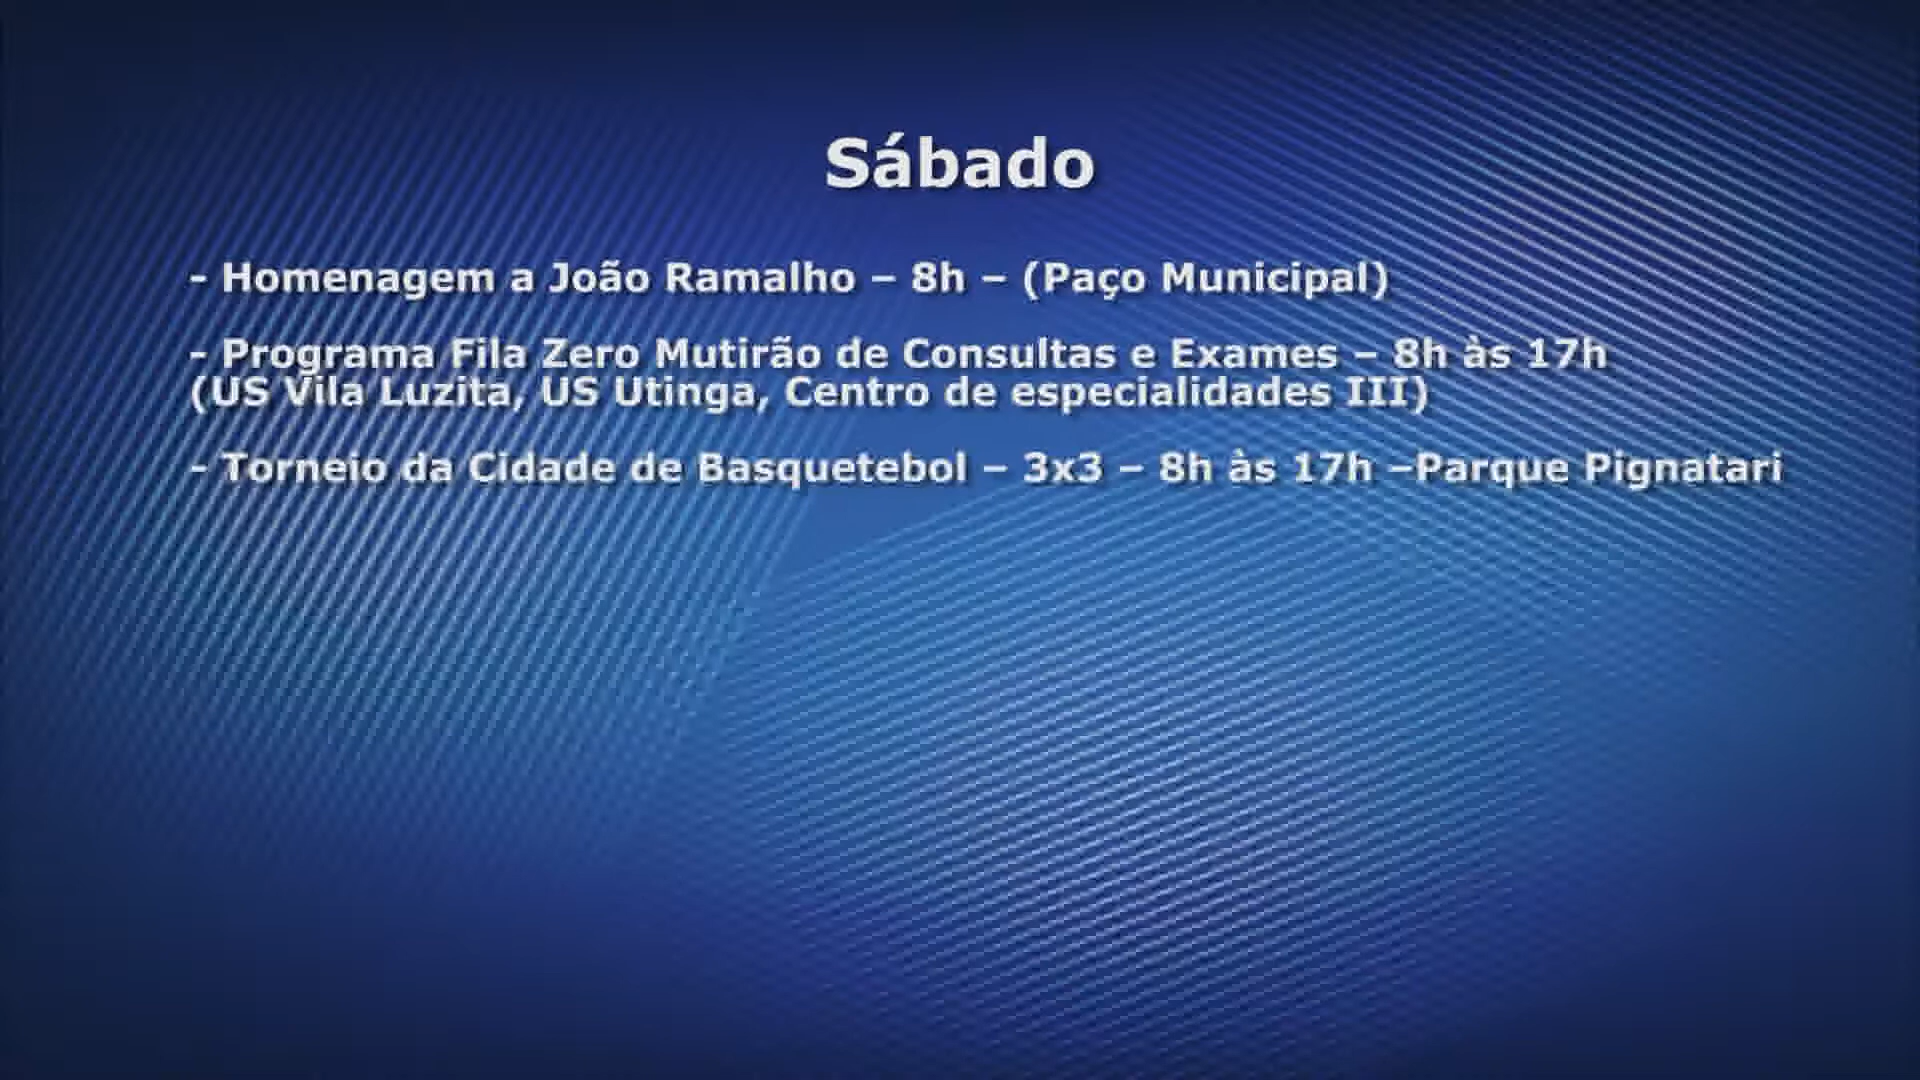 Sábado
- Homenagem a João Ramalho – 8h – (Paço Municipal)
- Programa Fila Zero Mutirão de Consultas e Exames – 8h às 17h
(US Vila Luzita, US Utinga, Centro de especialidades III)
- Torneio da Cidade de Basquetebol – 3x3 – 8h às 17h –Parque Pignatari